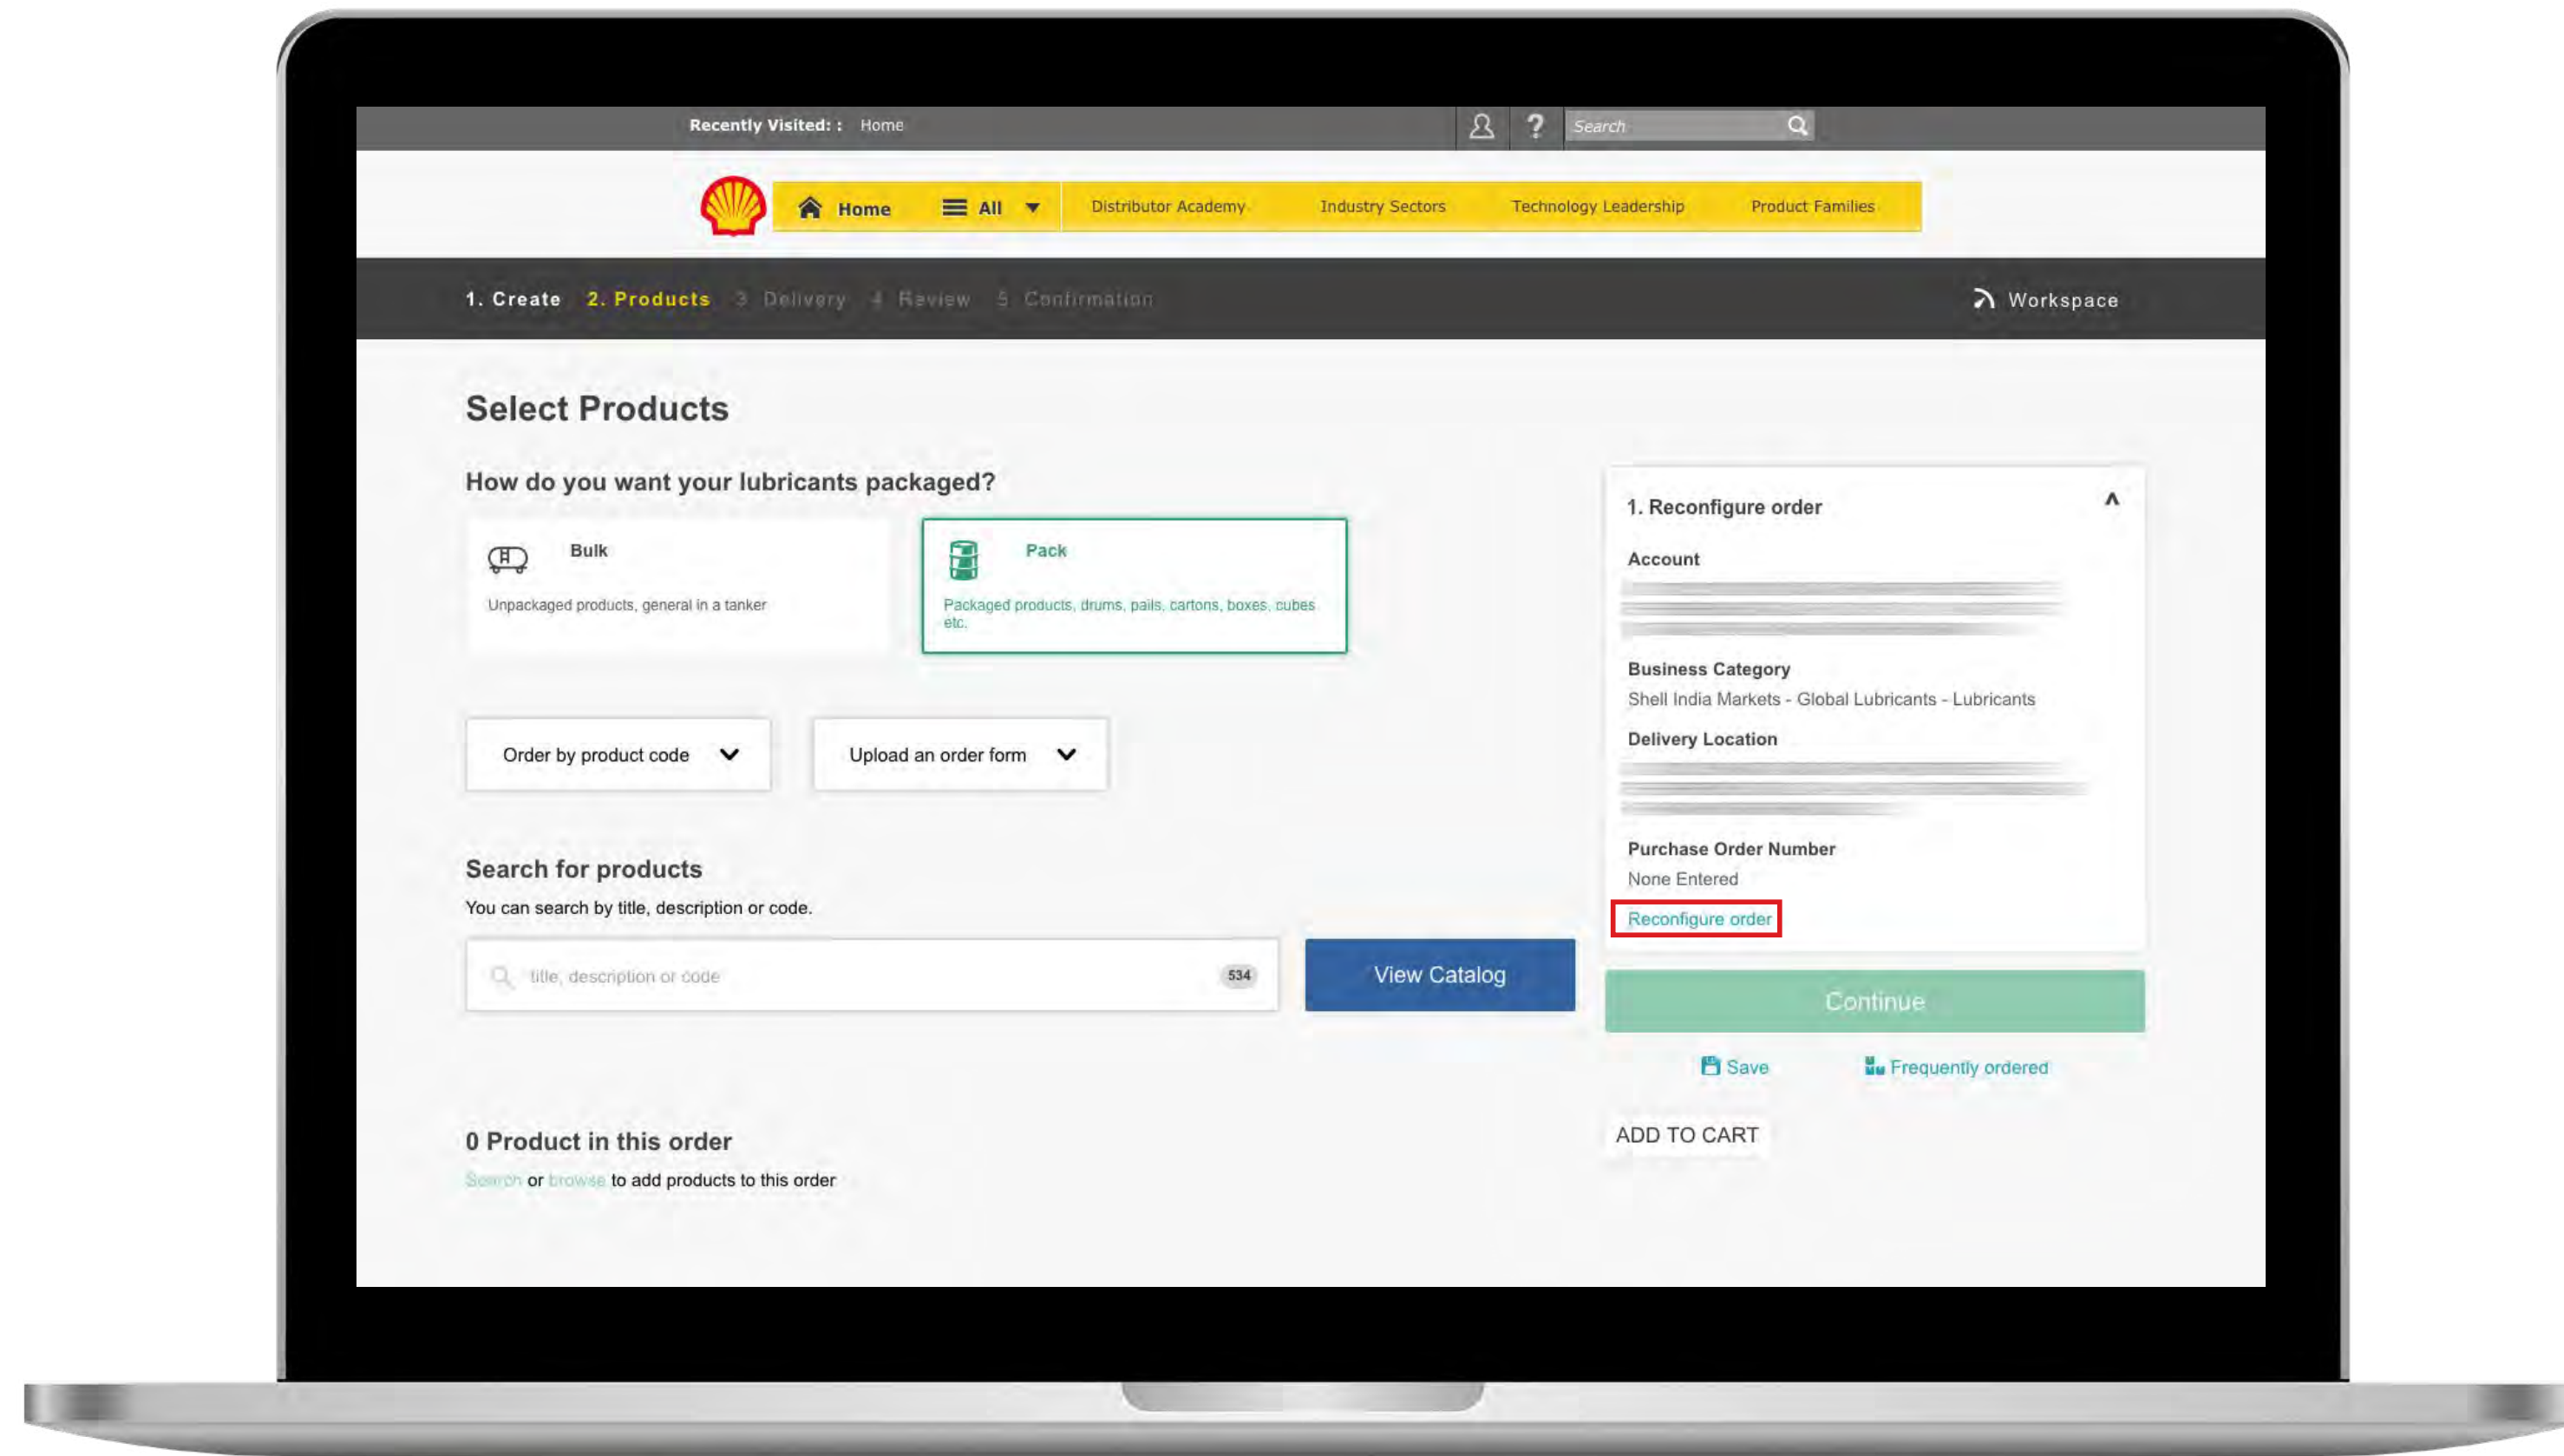 Recently Visited: : Home
Search
Home All Distributor Academy Industry Sectors Technology Leadership Product Families
1. Create 2. Products 3 Delivery 4 Review 5 Confirmation
Workspace
Select Products
How do you want your lubricants packaged?
Bulk
Unpackaged products, general in a tanker
Pack
Packaged products, drums, pails, cartons, boxes, cubes
etc.
Order by product code
Upload an order form
Search for products
You can search by title, description or code.
title, description or code
534
View Catalog
0 Product in this order
Search or browse to add products to this order
1. Reconfigure order
Account
Business Category
Shell India Markets - Global Lubricants - Lubricants
Delivery Location
Purchase Order Number
None Entered
Reconfigure order
Continue
Save
Frequently ordered
ADD TO CART